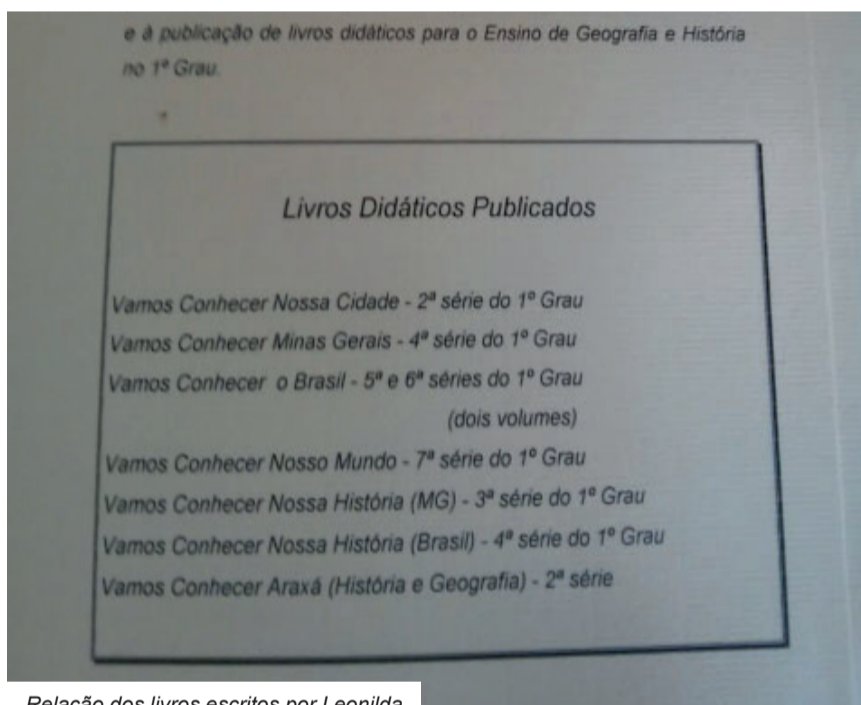 e à publicação de livros didáticos para o Ensino de Geografia e História
no 1º Grau.
Livros Didáticos Publicados
Vamos Conhecer Nossa Cidade - 2ª série do 1º Grau
Vamos Conhecer Minas Gerais - 4ª série do 1º Grau
Vamos Conhecer o Brasil - 5ª e 6ª séries do 1º Grau
(dois volumes)
Vamos Conhecer Nosso Mundo - 7ª série do 1º Grau
Vamos Conhecer Nossa História (MG) - 3ª série do 1º Grau
Vamos Conhecer Nossa História (Brasil) - 4ª série do 1º Grau
Vamos Conhecer Araxá (História e Geografia) - 2ª série
Relação dos livros escritos por Leonilda